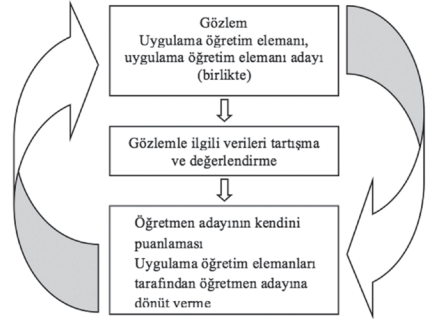 Gözlem
Uygulama öğretim elemanı,
uygulama öğretim elemanı adayı
(birlikte)
Gözlemle ilgili verileri tartışma
ve değerlendirme
Öğretmen adayının kendini
puanlaması
Uygulama öğretim elemanları
tarafından öğretmen adayına
dönüt verme